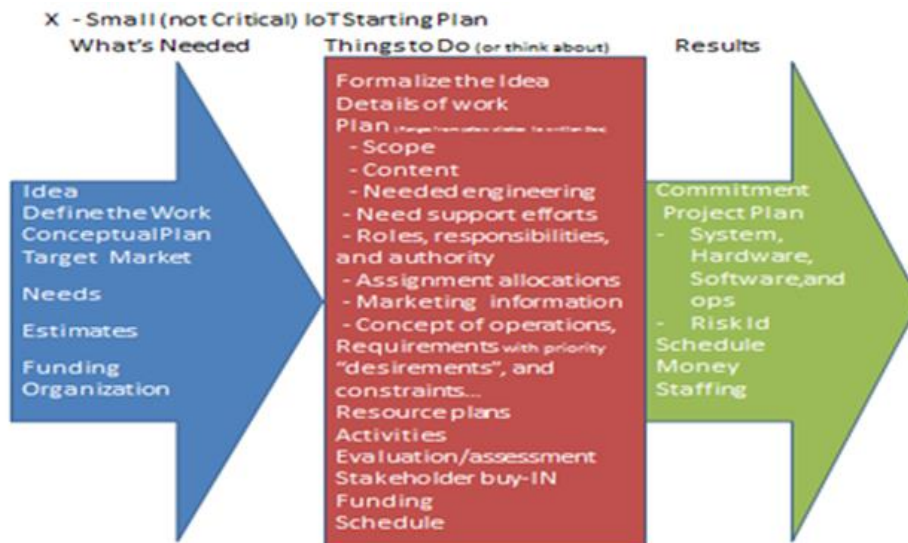 X - Small (not Critical) IoT Starting Plan
What's Needed
Things to Do (or think about)
Results
Idea
Define the Work
Conceptual Plan
Target Market
Needs
Estimates
Funding
Organization
Formalize the Idea
Details of work
Plan
- Scope
- Content
- Needed engineering
- Need support efforts
- Roles, responsibilities,
and authority
- Assignment allocations
- Marketing information
- Concept of operations,
Requirements with priority
"desirements", and
constraints...
Resource plans
Activities
Evaluation/assessment
Stakeholder buy-IN
Funding
Schedule
Commitment
Project Plan
- System,
Hardware,
Software, and
ops
- Risk Id
Schedule
Money
Staffing